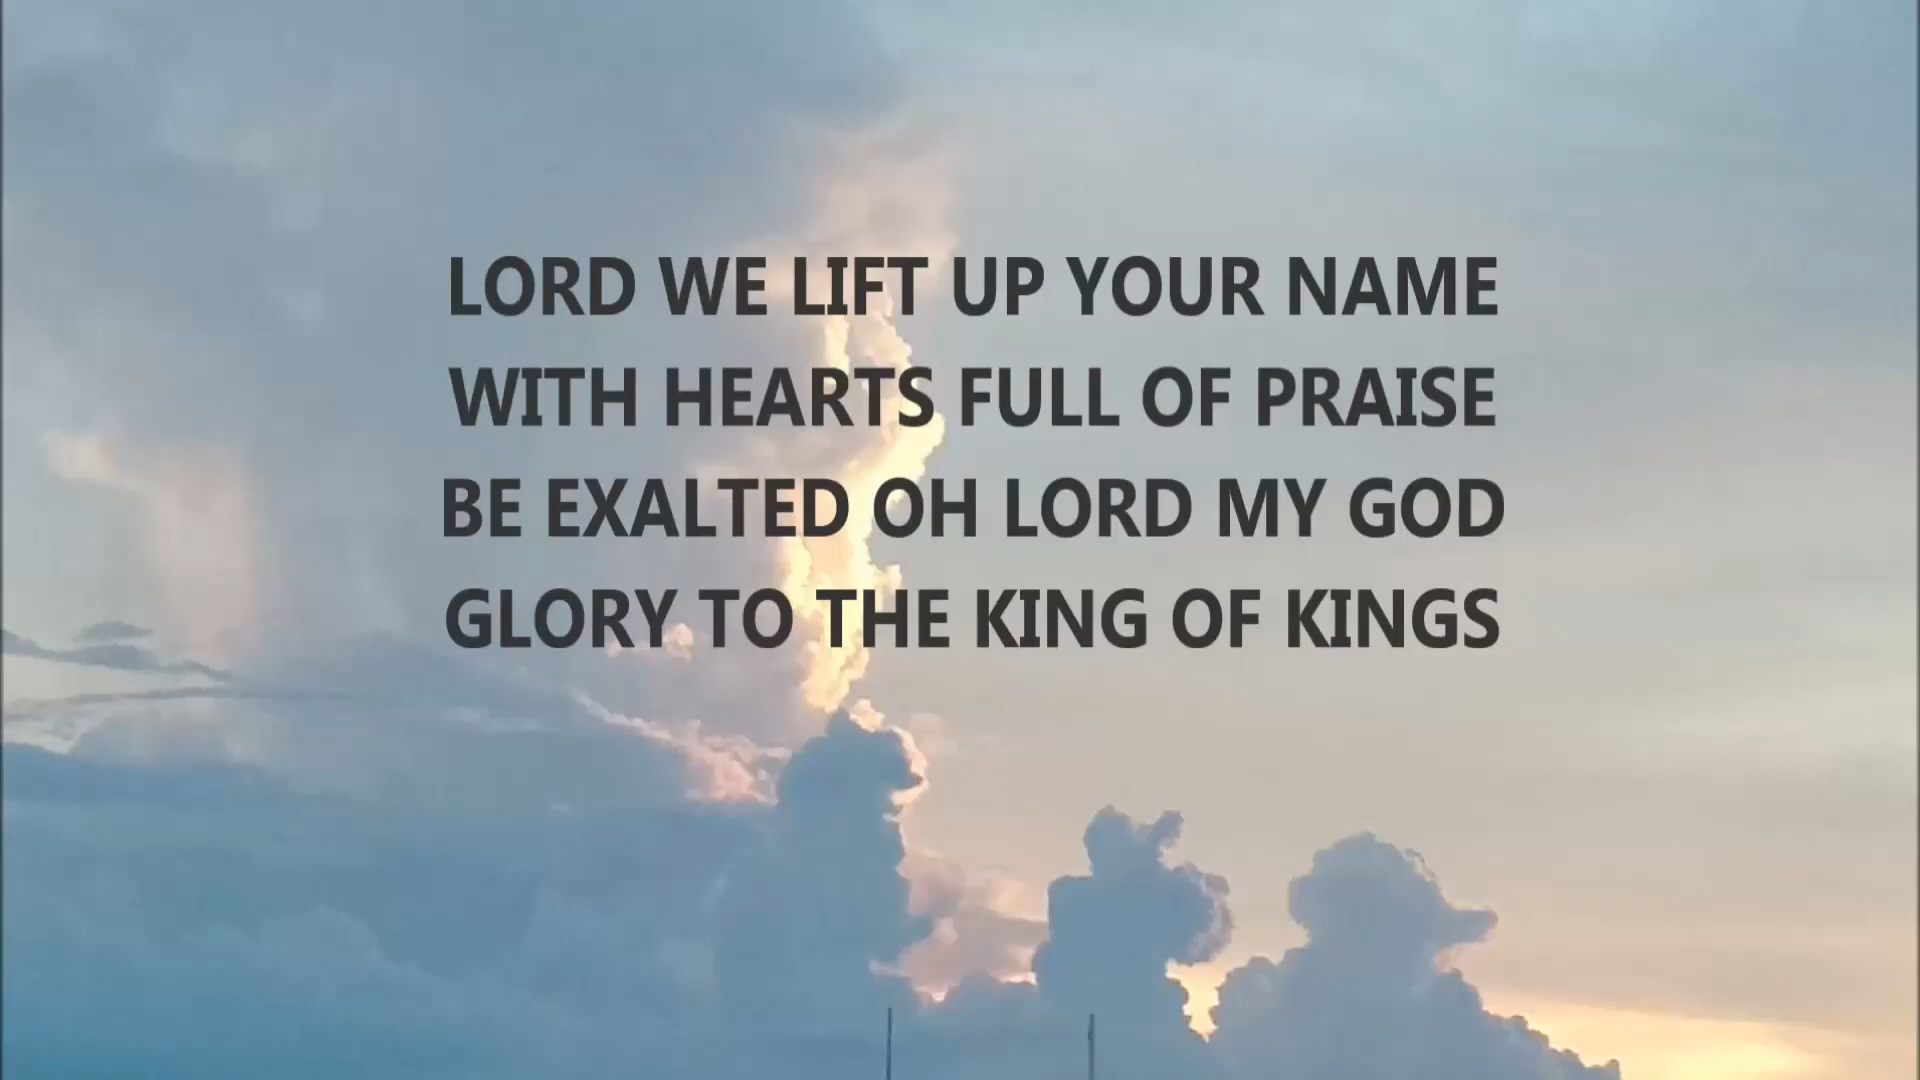 LORD WE LIFT UP YOUR NAME
WITH HEARTS FULL OF PRAISE
BE EXALTED OH LORD MY GOD
GLORY TO THE KING OF KINGS